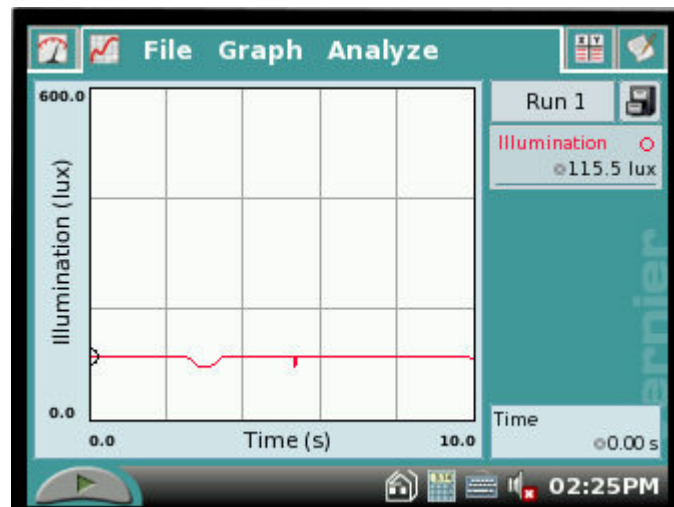 File Graph Analyze
600.0
Illumination (lux)
0.0
0.0
Time (s)
10.0
Run 1
Illumination
115.5 lux
ernier
Time
0.00 s
02:25PM